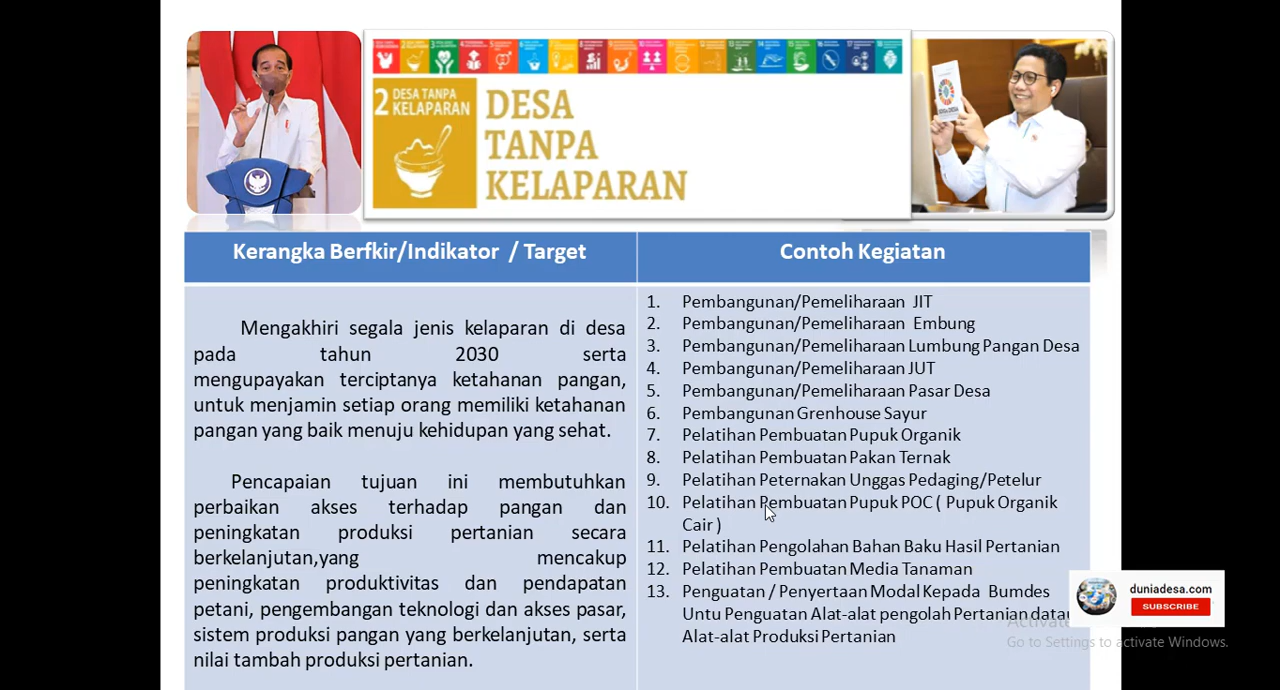 2 DESA TANPA
KELAPARAN
DESA
TANPA
KELAPARAN
Kerangka Berfkir/Indikator / Target
Mengakhiri segala jenis kelaparan di desa
pada tahun 2030 serta
mengupayakan terciptanya ketahanan pangan,
untuk menjamin setiap orang memiliki ketahanan
pangan yang baik menuju kehidupan yang sehat.
Pencapaian tujuan ini membutuhkan
perbaikan akses terhadap pangan dan
peningkatan produksi pertanian secara
berkelanjutan,yang mencakup
peningkatan produktivitas dan pendapatan
petani, pengembangan teknologi dan akses pasar,
sistem produksi pangan yang berkelanjutan, serta
nilai tambah produksi pertanian.
Contoh Kegiatan
1. Pembangunan/Pemeliharaan JIT
2. Pembangunan/Pemeliharaan Embung
3. Pembangunan/Pemeliharaan Lumbung Pangan Desa
4. Pembangunan/Pemeliharaan JUT
5. Pembangunan/Pemeliharaan Pasar Desa
6. Pembangunan Grenhouse Sayur
7. Pelatihan Pembuatan Pupuk Organik
8. Pelatihan Pembuatan Pakan Ternak
9. Pelatihan Peternakan Unggas Pedaging/Petelur
10. Pelatihan Pembuatan Pupuk POC ( Pupuk Organik
Cair )
11. Pelatihan Pengolahan Bahan Baku Hasil Pertanian
12. Pelatihan Pembuatan Media Tanaman
13. Penguatan / Penyertaan Modal Kepada Bumdes
Untu Penguatan Alat-alat pengolah Pertanian datau
Alat-alat Produksi Pertanian
duniadesa.com
SUBSCRIBE
Go to Settings to activate Windows.